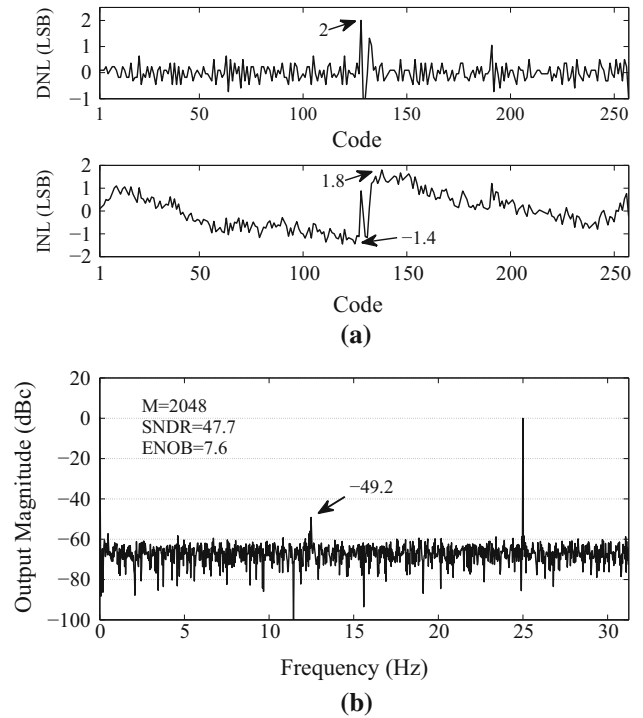 DNL (LSB)
2
1
0
−1
2
1 50 100 150 200 250
Code
INL (LSB)
2
1
0
−1
−2
1.8
−1.4
1 50 100 150 200 250
Code
(a)
Output Magnitude (dBc)
20
0
−20
−40
−60
−80
−100
M=2048
SNDR=47.7
ENOB=7.6
−49.2
0 5 10 15 20 25 30
Frequency (Hz)
(b)